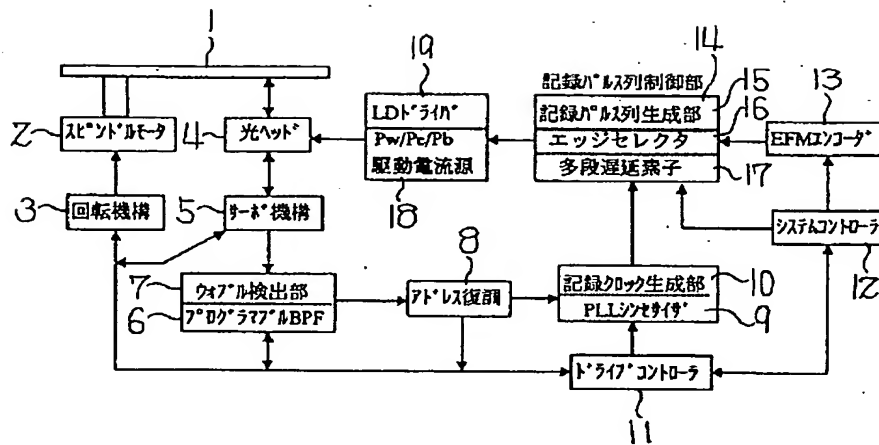 1
19
14
記録パルス列制御部
15
13
LDドライバ
記録パルス列生成部
16
2
スピンドルモータ
4
光ヘッド
Pw/Pc/Pb
エッジセレクタ
EFMエンコーダ
駆動電流源
多段遅延素子
17
18
3
回転機構
5
サーボ機構
8
システムコントローラ
12
7
ウォブル検出部
アドレス復調
記録クロック生成部
10
6
プログラマブルBPF
PLLシンセサイザ
9
ドライブコントローラ
11